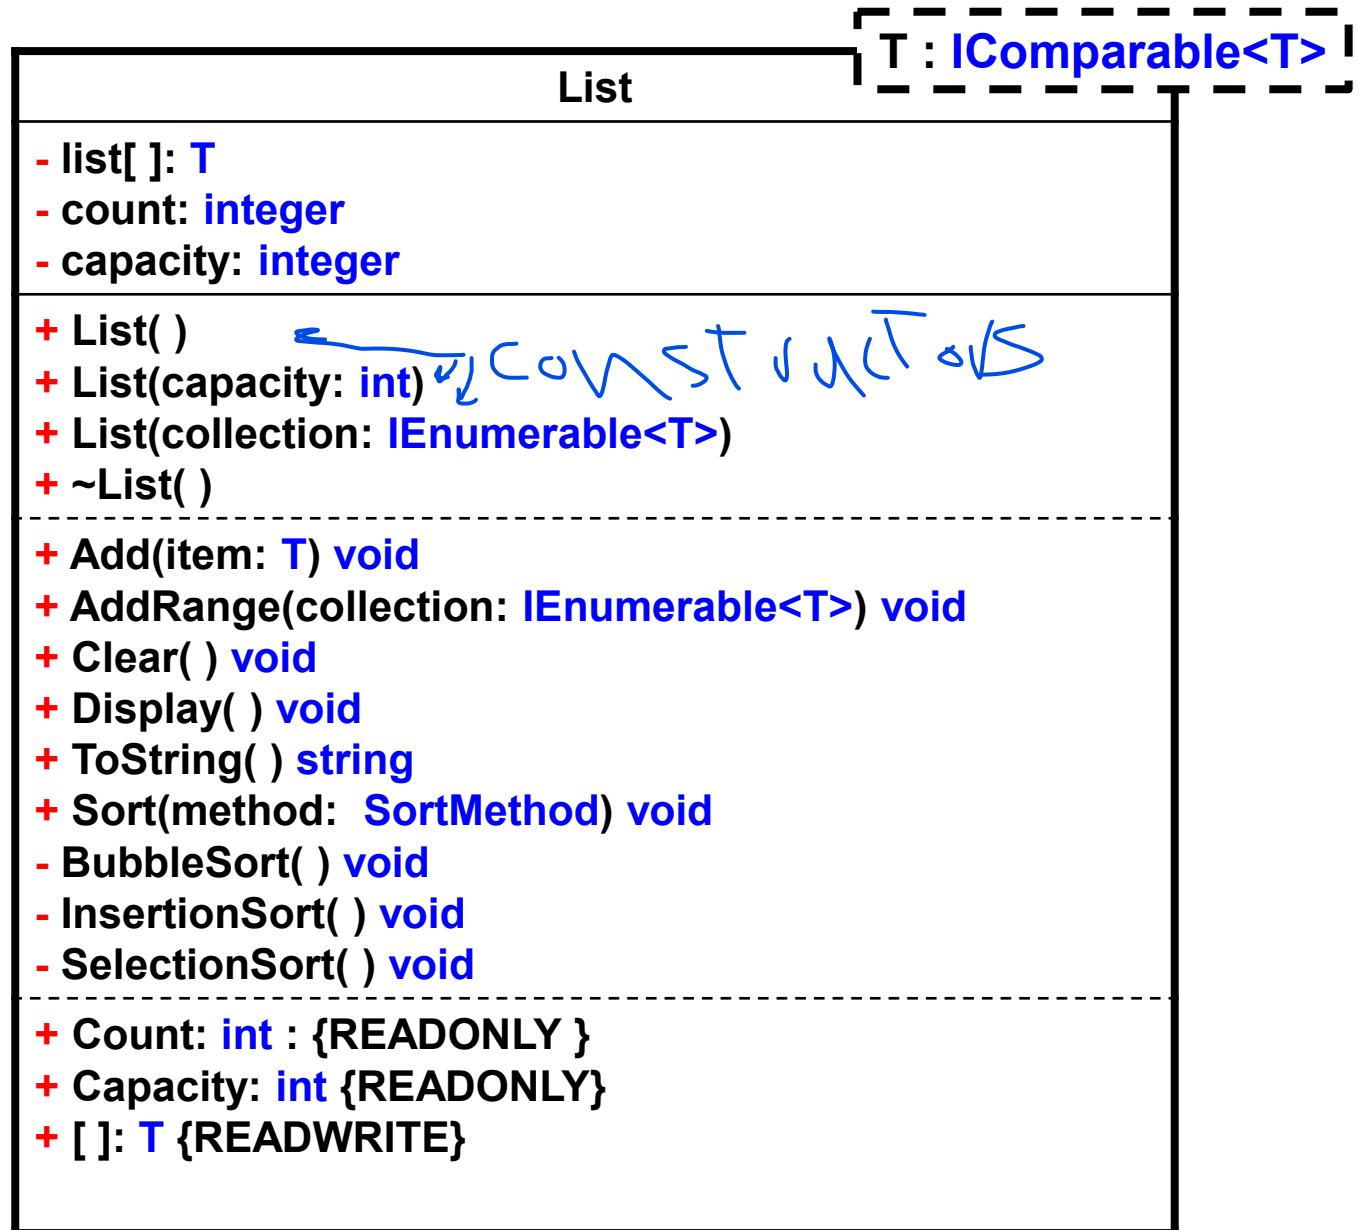 T : IComparable<T>
List
- list[ ]: T
- count: integer
- capacity: integer
+ List( )
constructors
+ List(capacity: int)
+ List(collection: IEnumerable<T>)
+ ~List( )
+ Add(item: T) void
+ AddRange(collection: IEnumerable<T>) void
+ Clear( ) void
+ Display( ) void
+ ToString( ) string
+ Sort(method:  SortMethod) void
- BubbleSort( ) void
- InsertionSort( ) void
- SelectionSort( ) void
+ Count: int : {READONLY }
+ Capacity: int {READONLY}
+ [ ]: T {READWRITE}